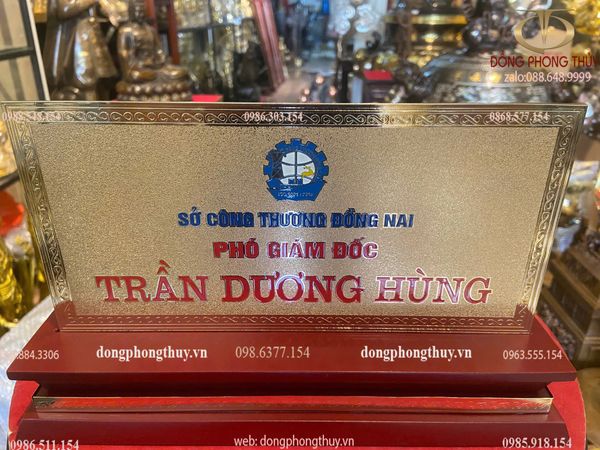 ĐỒNG PHONG THỦY
zalo:088.648.9999
0986.303.154
0868.577.154
SỞ CÔNG THƯƠNG ĐỒNG NAI
PHÓ GIÁM ĐỐC
TRẦN DƯƠNG HÙNG
.884.3306
dongphongthuy.vn
098.6377.154
dongphongthuy.vn
0963.555.154
0986.511.154
web: dongphongthuy.vn
0985.918.154